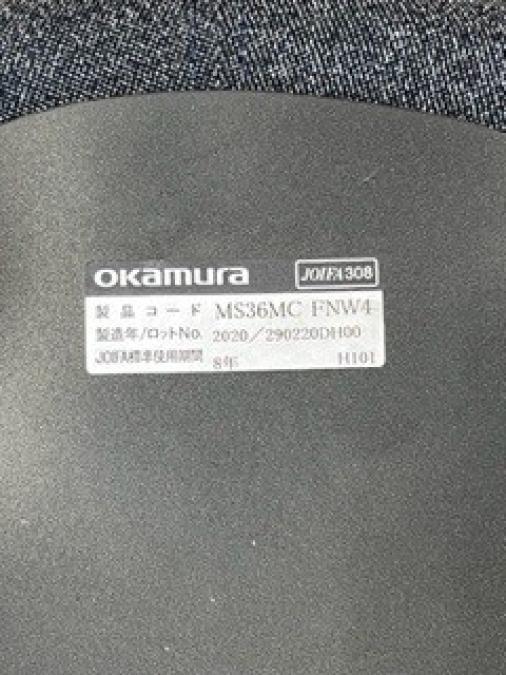 okamura JOIFA308
製品コード MS36MC FNW4
製造年/ロットNo. 2020/290220DH00
JOIFA標準使用期間 8年 H101